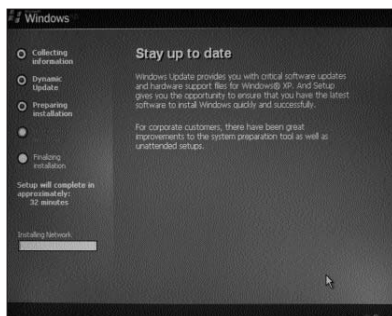 Windows
Collecting
information
Dynamic
Update
Preparing
installation
Finalizing
installation
Setup will complete in
approximately:
32 minutes
Installing Network
Stay up to date
Windows Update provides you with critical software updates
and hardware support files for Windows® XP. And Setup
gives you the opportunity to ensure that you have the latest
software to install Windows quickly and successfully.
For corporate customers, there have been great
improvements to the system preparation tool as well as
unattended setups.